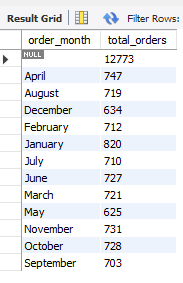 Result Grid Filter Rows:
order_month total_orders
NULL 12773
April 747
August 719
December 634
February 712
January 820
July 710
June 727
March 721
May 625
November 731
October 728
September 703